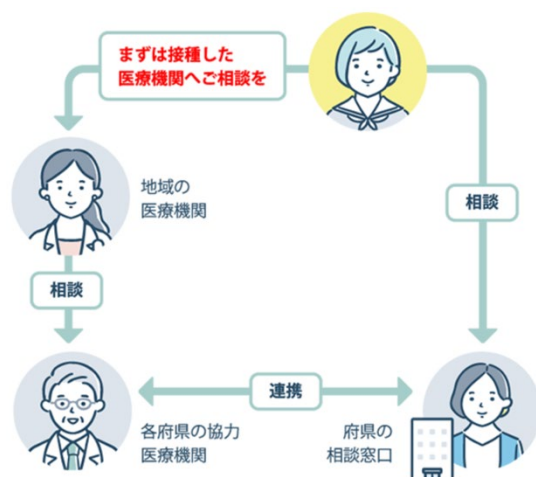 まずは接種した
医療機関へご相談を
地域の
医療機関
相談
相談
連携
各府県の協力
医療機関
府県の
相談窓口